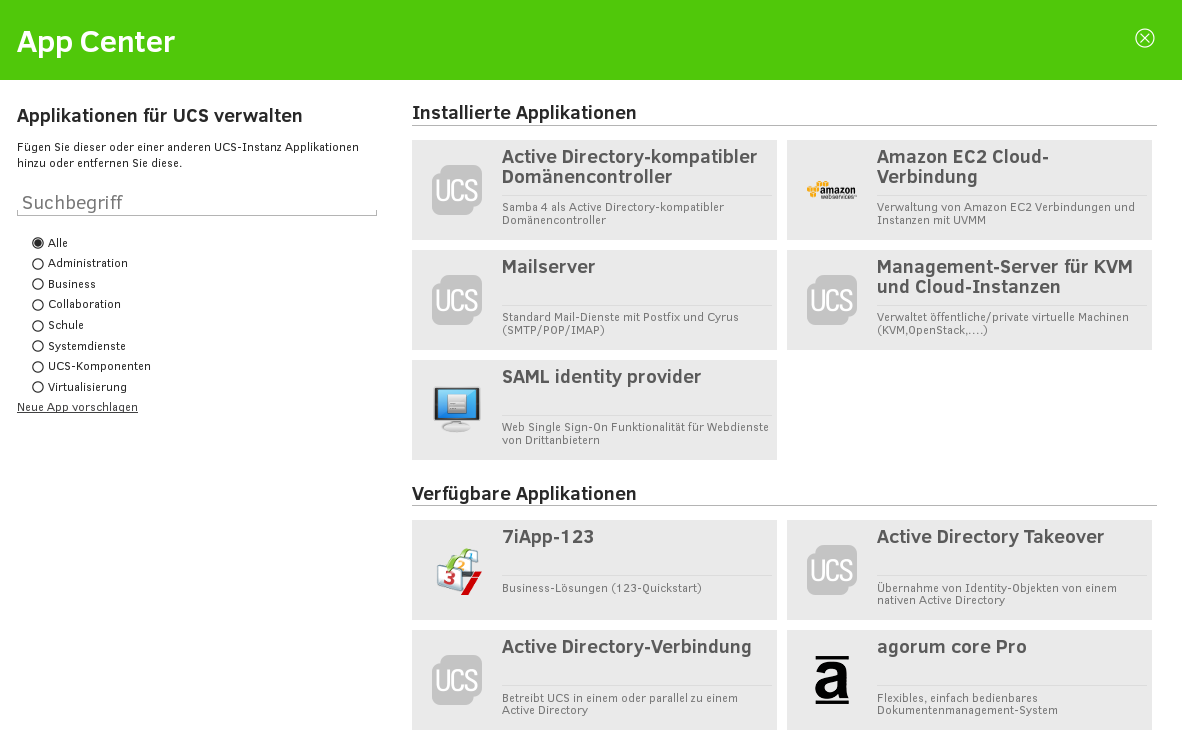 App Center
Applikationen für UCS verwalten
Fügen Sie dieser oder einer anderen UCS-Instanz Applikationen
hinzu oder entfernen Sie diese.
Suchbegriff
Alle
Administration
Business
Collaboration
Schule
Systemdienste
UCS-Komponenten
Virtualisierung
Neue App vorschlagen
Installierte Applikationen
UCS
Active Directory-kompatibler
Domänencontroller
Samba 4 als Active Directory-kompatibler
Domänencontroller
amazon
webservices™
Amazon EC2 Cloud-
Verbindung
Verwaltung von Amazon EC2 Verbindungen und
Instanzen mit UVMM
UCS
Mailserver
Standard Mail-Dienste mit Postfix und Cyrus
(SMTP/POP/IMAP)
UCS
Management-Server für KVM
und Cloud-Instanzen
Verwaltet öffentliche/private virtuelle Machinen
(KVM,OpenStack,....)
SAML identity provider
Web Single Sign-On Funktionalität für Webdienste
von Drittanbietern
Verfügbare Applikationen
1
2
3
7iApp-123
Business-Lösungen (123-Quickstart)
UCS
Active Directory Takeover
Übernahme von Identity-Objekten von einem
nativen Active Directory
UCS
Active Directory-Verbindung
Betreibt UCS in einem oder parallel zu einem
Active Directory
a
agorum core Pro
Flexibles, einfach bedienbares
Dokumentenmanagement-System